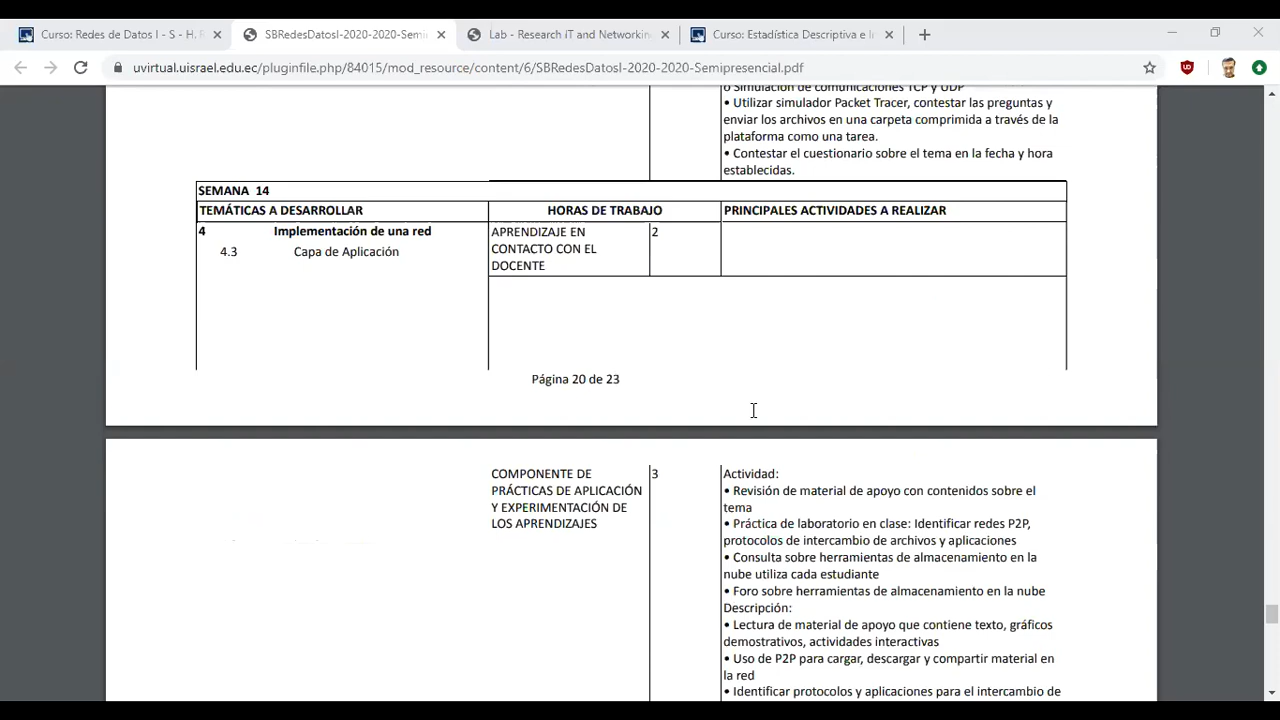 Curso: Redes de Datos I - S - H. R
SBRedesDatosI-2020-2020-Semi
Lab - Research IT and Networkin
Curso: Estadística Descriptiva e I
uvirtual.uisrael.edu.ec/pluginfile.php/84015/mod_resource/content/6/SBRedesDatosI-2020-2020-Semipresencial.pdf
o Simulación de comunicaciones TCP y UDP
• Utilizar simulador Packet Tracer, contestar las preguntas y
enviar los archivos en una carpeta comprimida a través de la
plataforma como una tarea.
• Contestar el cuestionario sobre el tema en la fecha y hora
establecidas.
SEMANA 14
TEMÁTICAS A DESARROLLAR
HORAS DE TRABAJO
PRINCIPALES ACTIVIDADES A REALIZAR
4 Implementación de una red
4.3 Capa de Aplicación
APRENDIZAJE EN
CONTACTO CON EL
DOCENTE
2
Página 20 de 23
COMPONENTE DE
PRÁCTICAS DE APLICACIÓN
Y EXPERIMENTACIÓN DE
LOS APRENDIZAJES
3
Actividad:
• Revisión de material de apoyo con contenidos sobre el
tema
• Práctica de laboratorio en clase: Identificar redes P2P,
protocolos de intercambio de archivos y aplicaciones
• Consulta sobre herramientas de almacenamiento en la
nube utiliza cada estudiante
• Foro sobre herramientas de almacenamiento en la nube
Descripción:
• Lectura de material de apoyo que contiene texto, gráficos
demostrativos, actividades interactivas
• Uso de P2P para cargar, descargar y compartir material en
la red
• Identificar protocolos y aplicaciones para el intercambio de